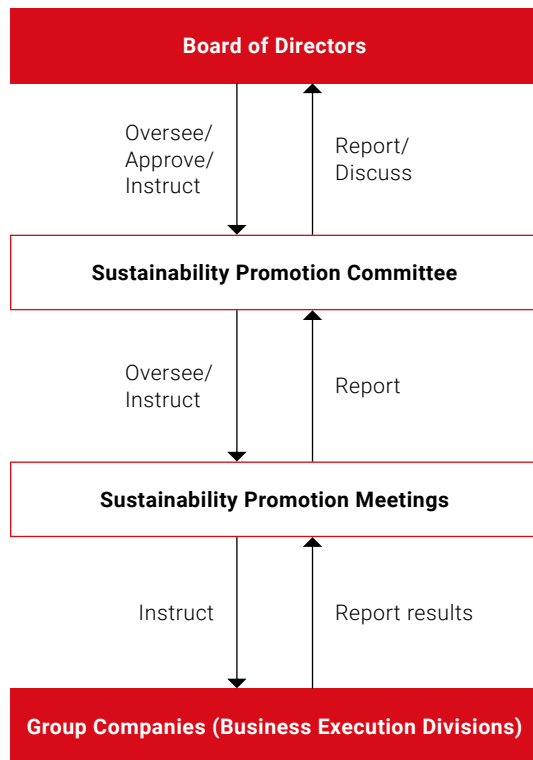 Board of Directors
Oversee/
Approve/
Instruct
Report/
Discuss
Sustainability Promotion Committee
Oversee/
Instruct
Report
Sustainability Promotion Meetings
Instruct
Report results
Group Companies (Business Execution Divisions)